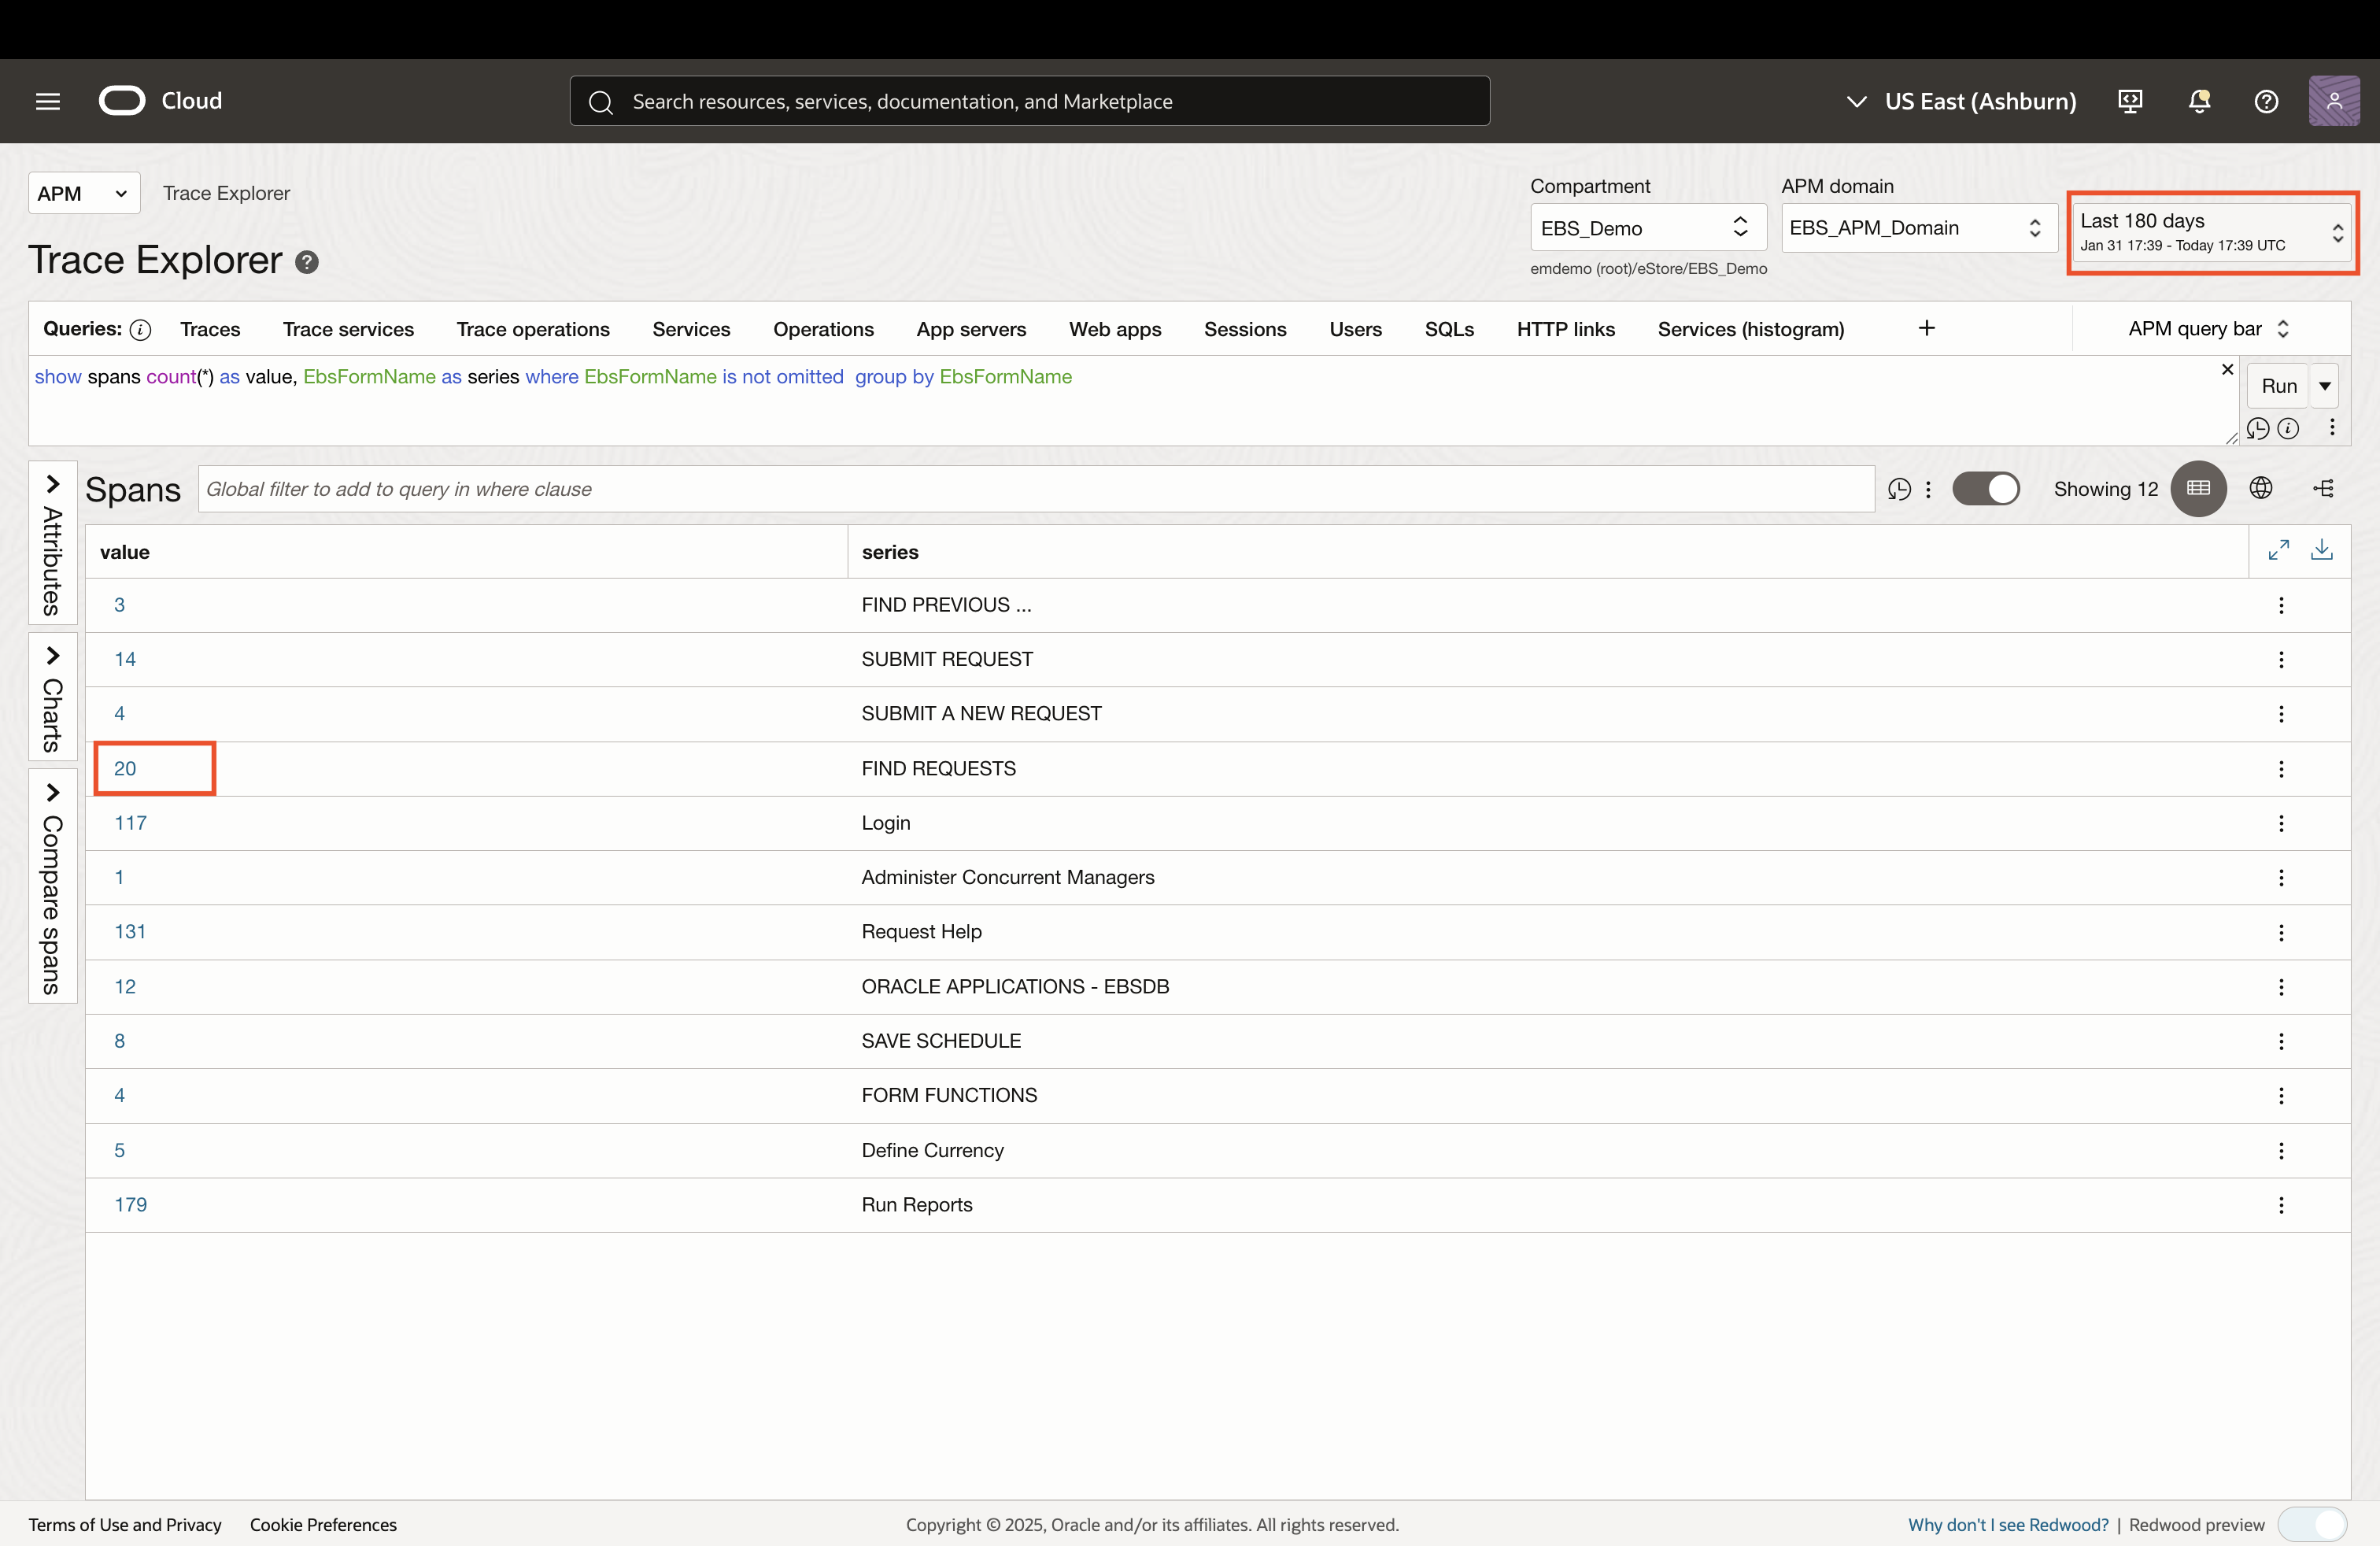 Cloud
Search resources, services, documentation, and Marketplace
US East (Ashburn)
APM
Trace Explorer
Compartment
APM domain
EBS_Demo
EBS_APM_Domain
Last 180 days
Jan 31 17:39 - Today 17:39 UTC
emdemo (root)/eStore/EBS_Demo
Trace Explorer
Queries: Traces Trace services Trace operations Services Operations App servers Web apps Sessions Users SQLs HTTP links Services (histogram) + APM query bar
show spans count(*) as value, EbsFormName as series where EbsFormName is not omitted group by EbsFormName
Run
Attributes
Charts
Compare spans
Spans Global filter to add to query in where clause Showing 12
value series
3 FIND PREVIOUS ...
14 SUBMIT REQUEST
4 SUBMIT A NEW REQUEST
20 FIND REQUESTS
117 Login
1 Administer Concurrent Managers
131 Request Help
12 ORACLE APPLICATIONS - EBSDB
8 SAVE SCHEDULE
4 FORM FUNCTIONS
5 Define Currency
179 Run Reports
Terms of Use and Privacy Cookie Preferences Copyright © 2025, Oracle and/or its affiliates. All rights reserved. Why don't I see Redwood? | Redwood preview